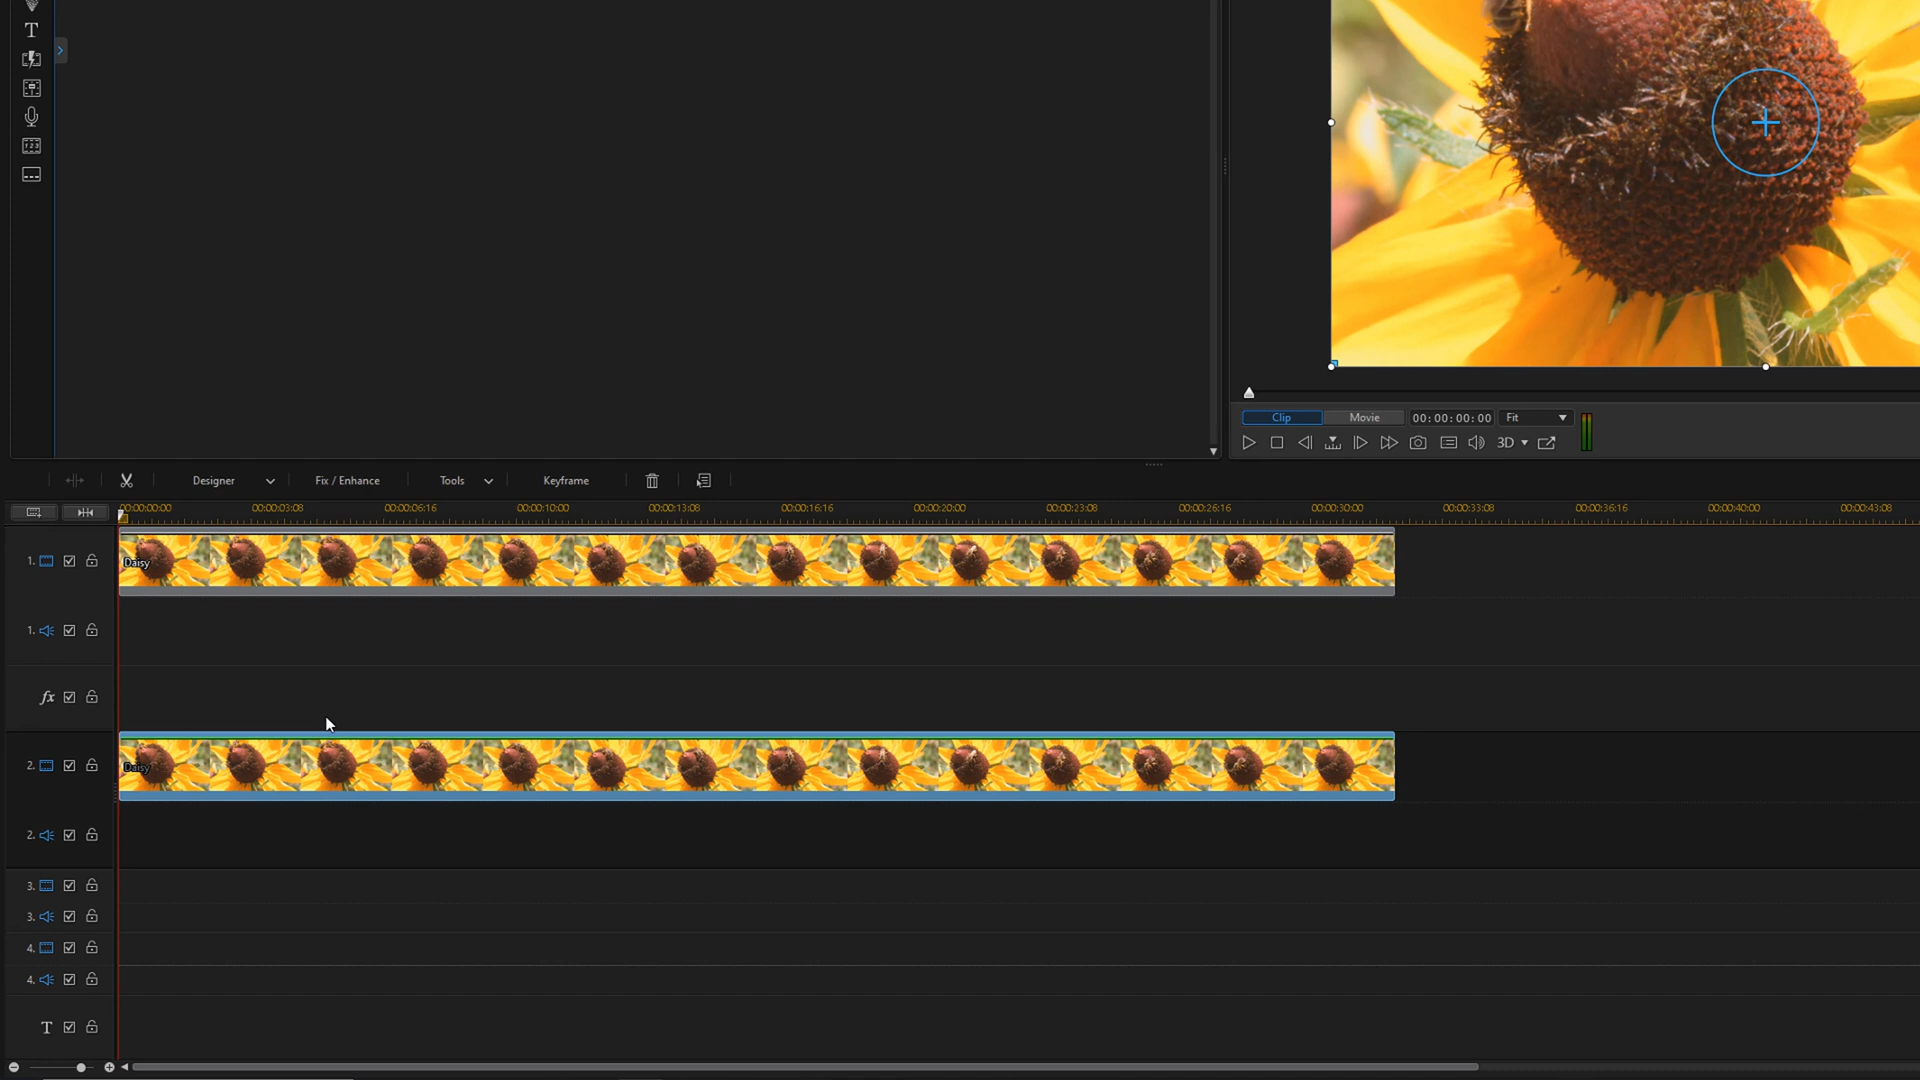 T
Clip Movie 00:00:00:00 Fit
3D
Designer Fix / Enhance Tools Keyframe
00:00:00:00 00:00:03:08 00:00:06:16 00:00:10:00 00:00:13:08 00:00:16:16 00:00:20:00 00:00:23:08 00:00:26:16 00:00:30:00 00:00:33:08 00:00:36:16 00:00:40:00 00:00:43:08
1. Daisy
1.
fx
2. Daisy
2.
3.
3.
4.
4.
T